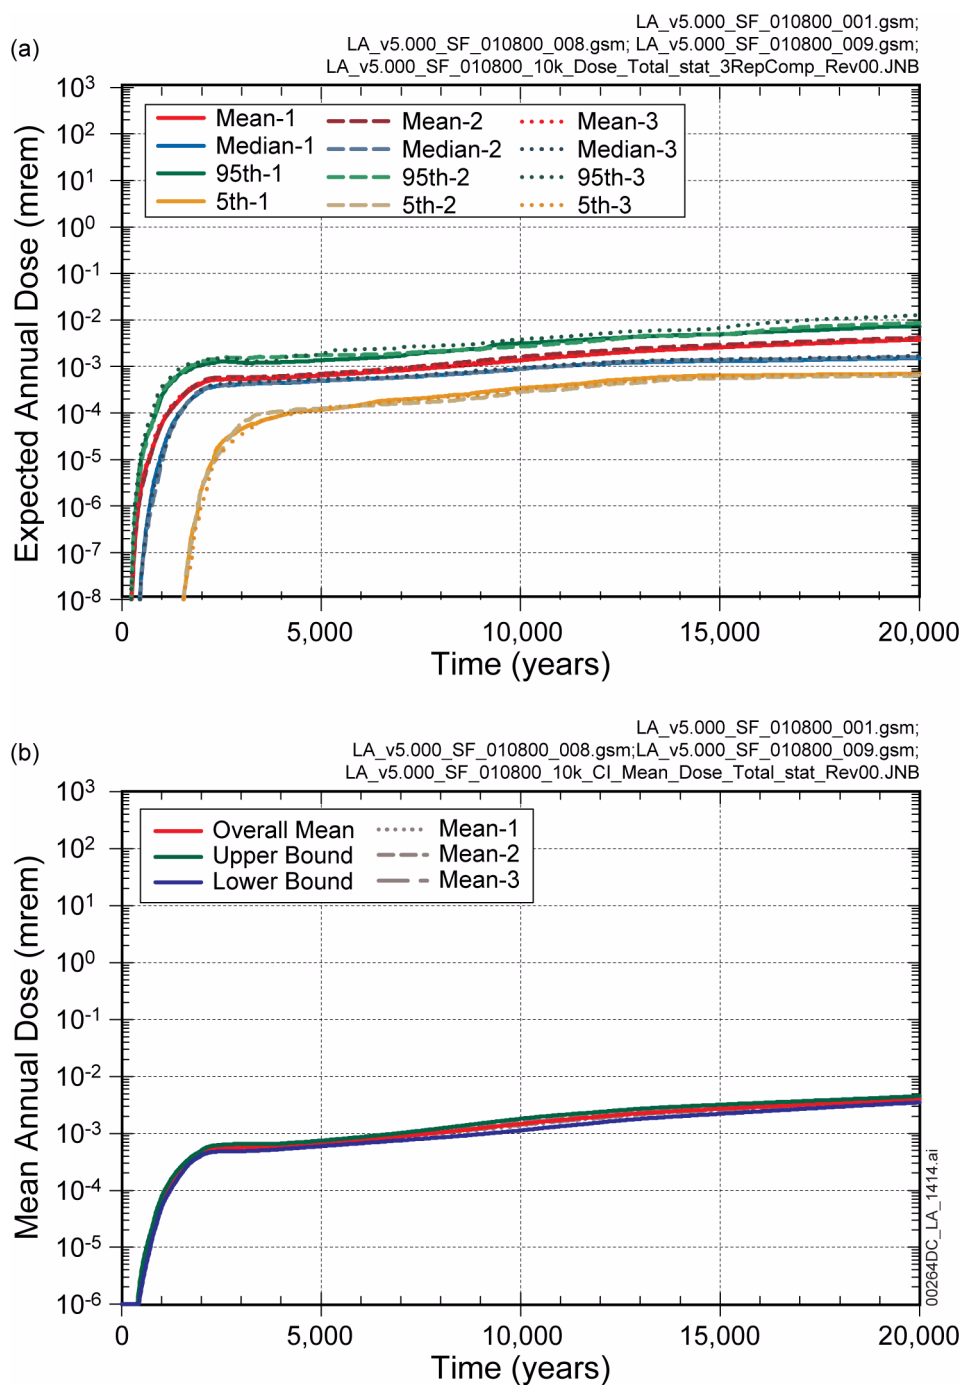 LA_v5.000_SF_010800_001.gsm;
(a)
LA_v5.000_SF_010800_008.gsm; LA_v5.000_SF_010800_009.gsm;
LA_v5.000_SF_010800_10k_Dose_Total_stat_3RepComp_Rev00.JNB
Expected Annual Dose (mrem)
10³
10²
10¹
10⁰
10⁻¹
10⁻²
10⁻³
10⁻⁴
10⁻⁵
10⁻⁶
10⁻⁷
10⁻⁸
Mean-1 Mean-2 Mean-3
Median-1 Median-2 Median-3
95th-1 95th-2 95th-3
5th-1 5th-2 5th-3
0 5,000 10,000 15,000 20,000
Time (years)
LA_v5.000_SF_010800_001.gsm;
(b)
LA_v5.000_SF_010800_008.gsm;LA_v5.000_SF_010800_009.gsm;
LA_v5.000_SF_010800_10k_CI_Mean_Dose_Total_stat_Rev00.JNB
Mean Annual Dose (mrem)
10³
10²
10¹
10⁰
10⁻¹
10⁻²
10⁻³
10⁻⁴
10⁻⁵
10⁻⁶
Overall Mean Mean-1
Upper Bound Mean-2
Lower Bound Mean-3
0 5,000 10,000 15,000 20,000
Time (years)
00264DC_LA_1414.ai